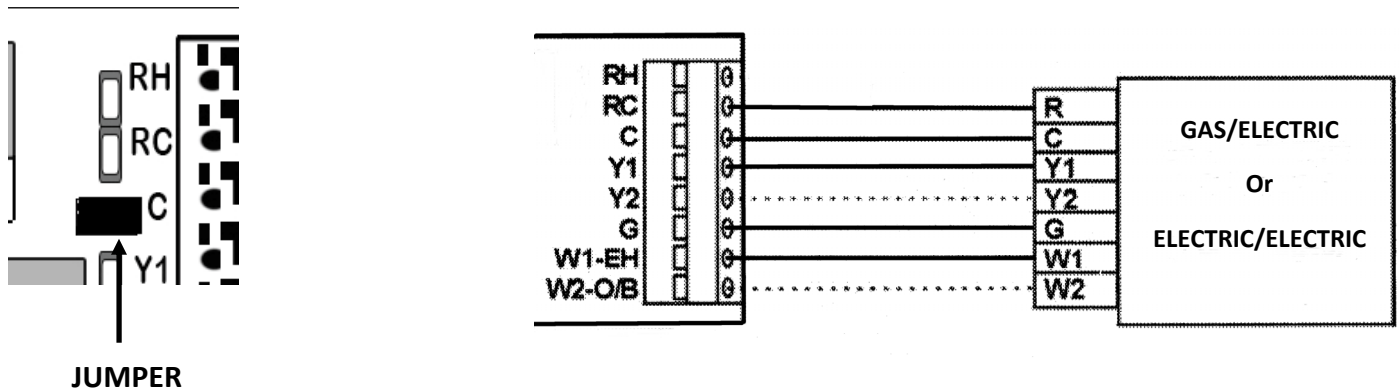 RH
RC
C
Y1
JUMPER
RH
RC
C
Y1
Y2
G
W1-EH
W2-O/B
R
C
Y1
Y2
G
W1
W2
GAS/ELECTRIC
Or
ELECTRIC/ELECTRIC